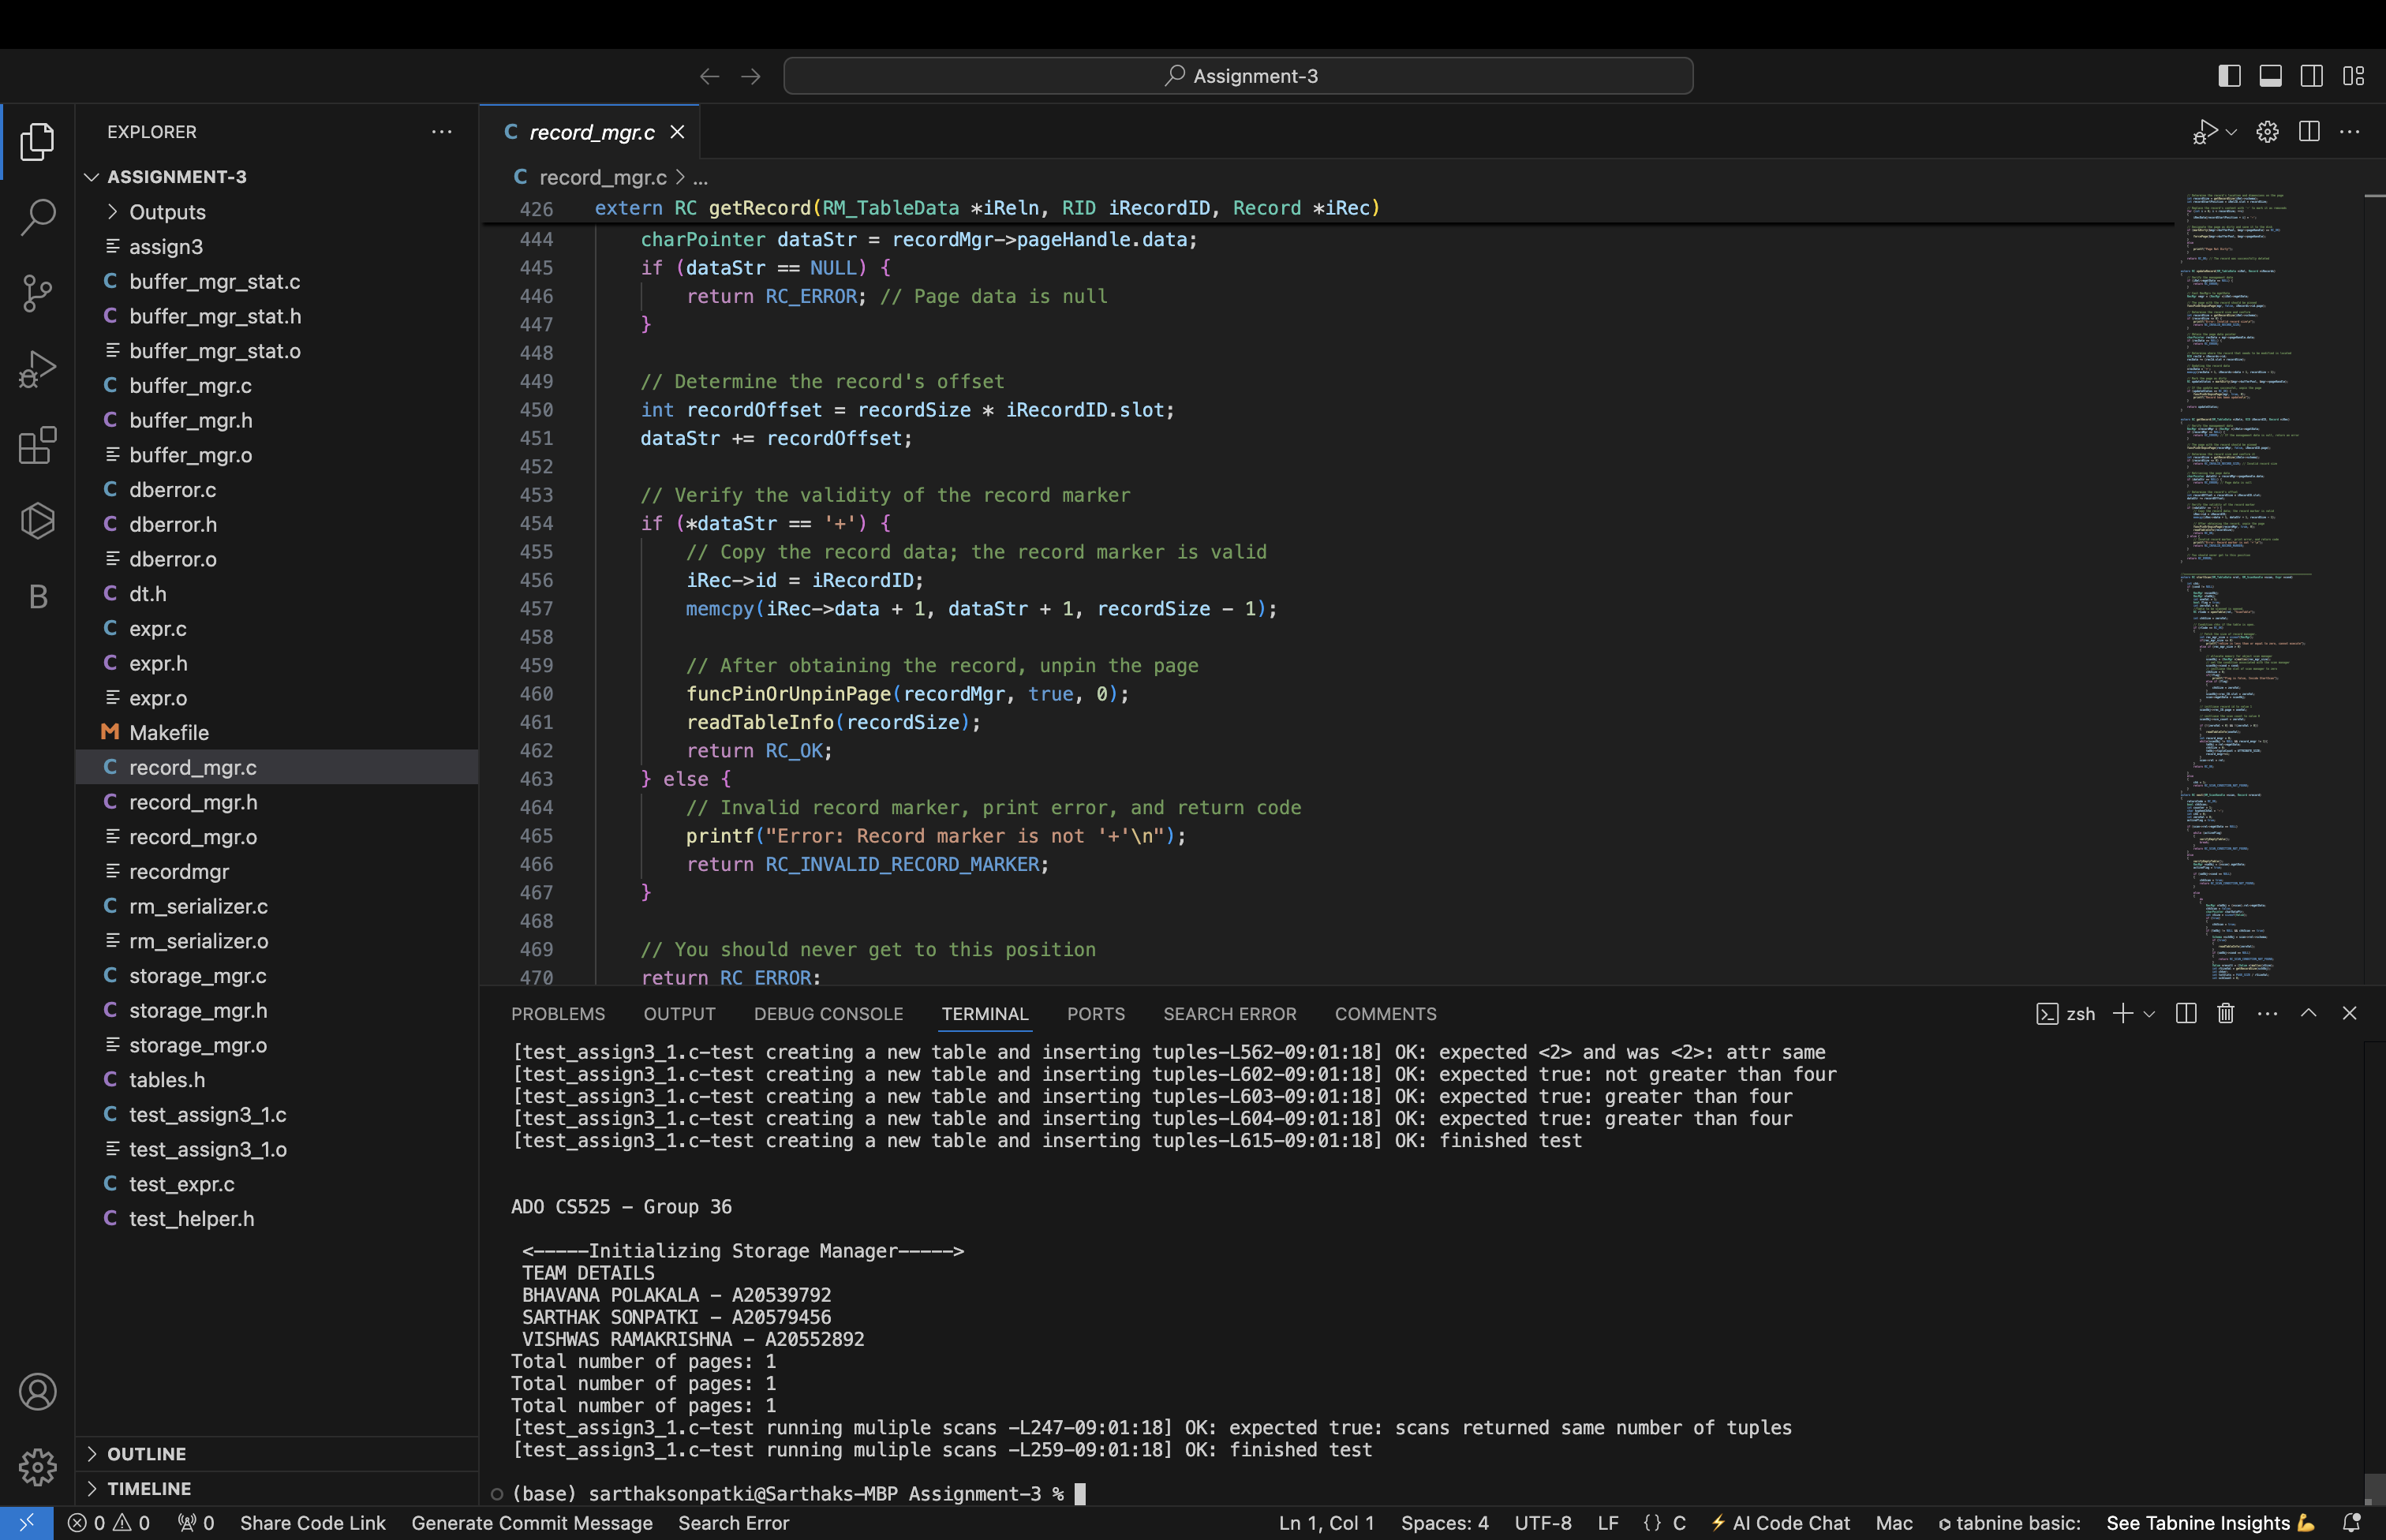 Assignment-3
EXPLORER
ASSIGNMENT-3
Outputs
assign3
C buffer_mgr_stat.c
C buffer_mgr_stat.h
buffer_mgr_stat.o
C buffer_mgr.c
C buffer_mgr.h
buffer_mgr.o
C dberror.c
C dberror.h
dberror.o
C dt.h
C expr.c
C expr.h
expr.o
M Makefile
C record_mgr.c
C record_mgr.h
record_mgr.o
recordmgr
C rm_serializer.c
rm_serializer.o
C storage_mgr.c
C storage_mgr.h
storage_mgr.o
C tables.h
C test_assign3_1.c
test_assign3_1.o
C test_expr.c
C test_helper.h
OUTLINE
TIMELINE
B
C record_mgr.c
C record_mgr.c > ...
426 extern RC getRecord(RM_TableData *iReln, RID iRecordID, Record *iRec)
444 charPointer dataStr = recordMgr->pageHandle.data;
445 if (dataStr == NULL) {
446 return RC_ERROR; // Page data is null
447 }
448
449 // Determine the record's offset
450 int recordOffset = recordSize * iRecordID.slot;
451 dataStr += recordOffset;
452
453 // Verify the validity of the record marker
454 if (*dataStr == '+') {
455 // Copy the record data; the record marker is valid
456 iRec->id = iRecordID;
457 memcpy(iRec->data + 1, dataStr + 1, recordSize - 1);
458
459 // After obtaining the record, unpin the page
460 funcPinOrUnpinPage(recordMgr, true, 0);
461 readTableInfo(recordSize);
462 return RC_OK;
463 } else {
464 // Invalid record marker, print error, and return code
465 printf("Error: Record marker is not '+'\n");
466 return RC_INVALID_RECORD_MARKER;
467 }
468
469 // You should never get to this position
470 return RC_ERROR;
PROBLEMS OUTPUT DEBUG CONSOLE TERMINAL PORTS SEARCH ERROR COMMENTS zsh
[test_assign3_1.c-test creating a new table and inserting tuples-L562-09:01:18] OK: expected <2> and was <2>: attr same
[test_assign3_1.c-test creating a new table and inserting tuples-L602-09:01:18] OK: expected true: not greater than four
[test_assign3_1.c-test creating a new table and inserting tuples-L603-09:01:18] OK: expected true: greater than four
[test_assign3_1.c-test creating a new table and inserting tuples-L604-09:01:18] OK: expected true: greater than four
[test_assign3_1.c-test creating a new table and inserting tuples-L615-09:01:18] OK: finished test
ADO CS525 - Group 36
<-----Initializing Storage Manager----->
TEAM DETAILS
BHAVANA POLAKALA - A20539792
SARTHAK SONPATKI - A20579456
VISHWAS RAMAKRISHNA - A20552892
Total number of pages: 1
Total number of pages: 1
Total number of pages: 1
[test_assign3_1.c-test running muliple scans -L247-09:01:18] OK: expected true: scans returned same number of tuples
[test_assign3_1.c-test running muliple scans -L259-09:01:18] OK: finished test
(base) sarthaksonpatki@Sarthaks-MBP Assignment-3 %
0 0 0 Share Code Link Generate Commit Message Search Error Ln 1, Col 1 Spaces: 4 UTF-8 LF {} C ⚡ AI Code Chat Mac tabnine basic: See Tabnine Insights 💪